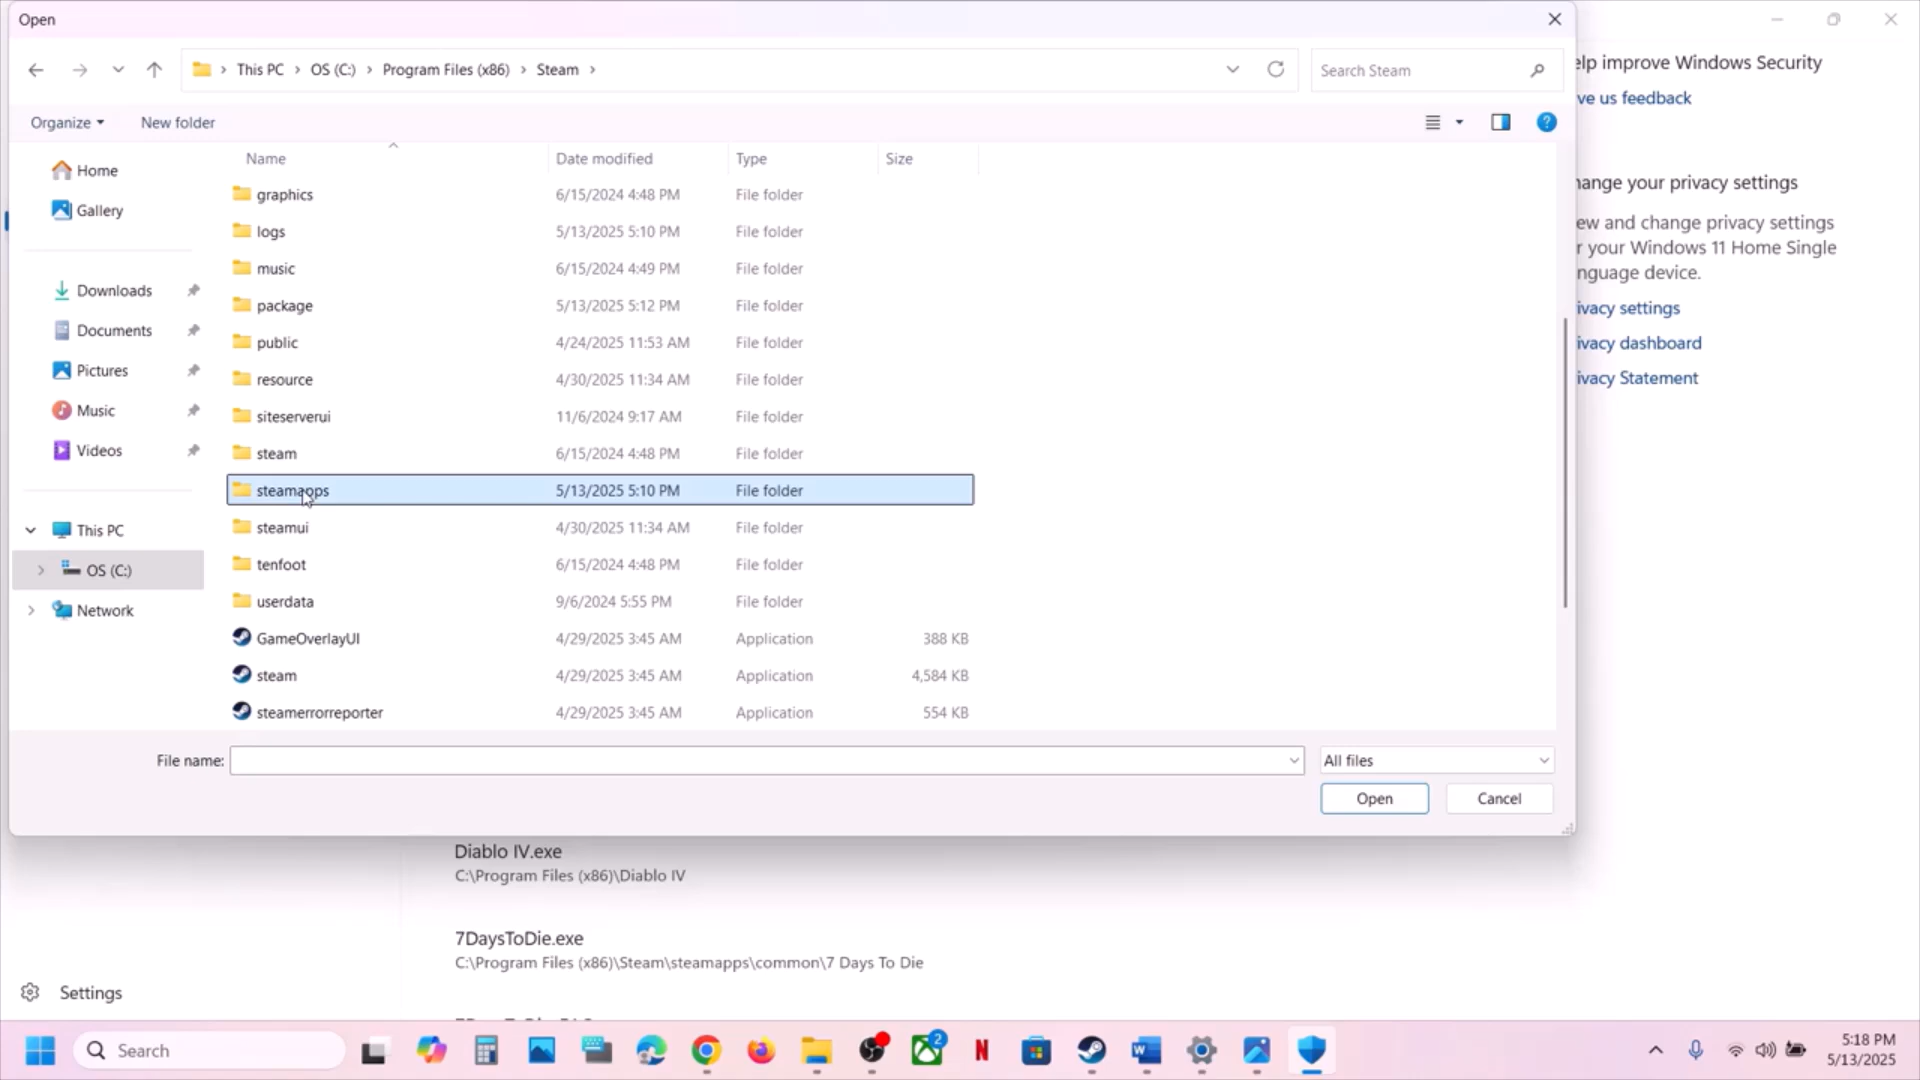 Open
This PC > OS (C:) > Program Files (x86) > Steam >
Search Steam
Organize
New folder
Home
Gallery
Downloads
Documents
Pictures
Music
Videos
This PC
OS (C:)
Network
Name Date modified Type Size
graphics 6/15/2024 4:48 PM File folder
logs 5/13/2025 5:10 PM File folder
music 6/15/2024 4:49 PM File folder
package 5/13/2025 5:12 PM File folder
public 4/24/2025 11:53 AM File folder
resource 4/30/2025 11:34 AM File folder
siteserverui 11/6/2024 9:17 AM File folder
steam 6/15/2024 4:48 PM File folder
steamapps 5/13/2025 5:10 PM File folder
steamui 4/30/2025 11:34 AM File folder
tenfoot 6/15/2024 4:48 PM File folder
userdata 9/6/2024 5:55 PM File folder
GameOverlayUI 4/29/2025 3:45 AM Application 388 KB
steam 4/29/2025 3:45 AM Application 4,584 KB
steamerrorreporter 4/29/2025 3:45 AM Application 554 KB
File name:
All files
Open
Cancel
elp improve Windows Security
ve us feedback
hange your privacy settings
ew and change privacy settings
r your Windows 11 Home Single
nguage device.
ivacy settings
ivacy dashboard
ivacy Statement
Diablo IV.exe
C:\Program Files (x86)\Diablo IV
7DaysToDie.exe
C:\Program Files (x86)\Steam\steamapps\common\7 Days To Die
Settings
Search
2
5:18 PM
5/13/2025